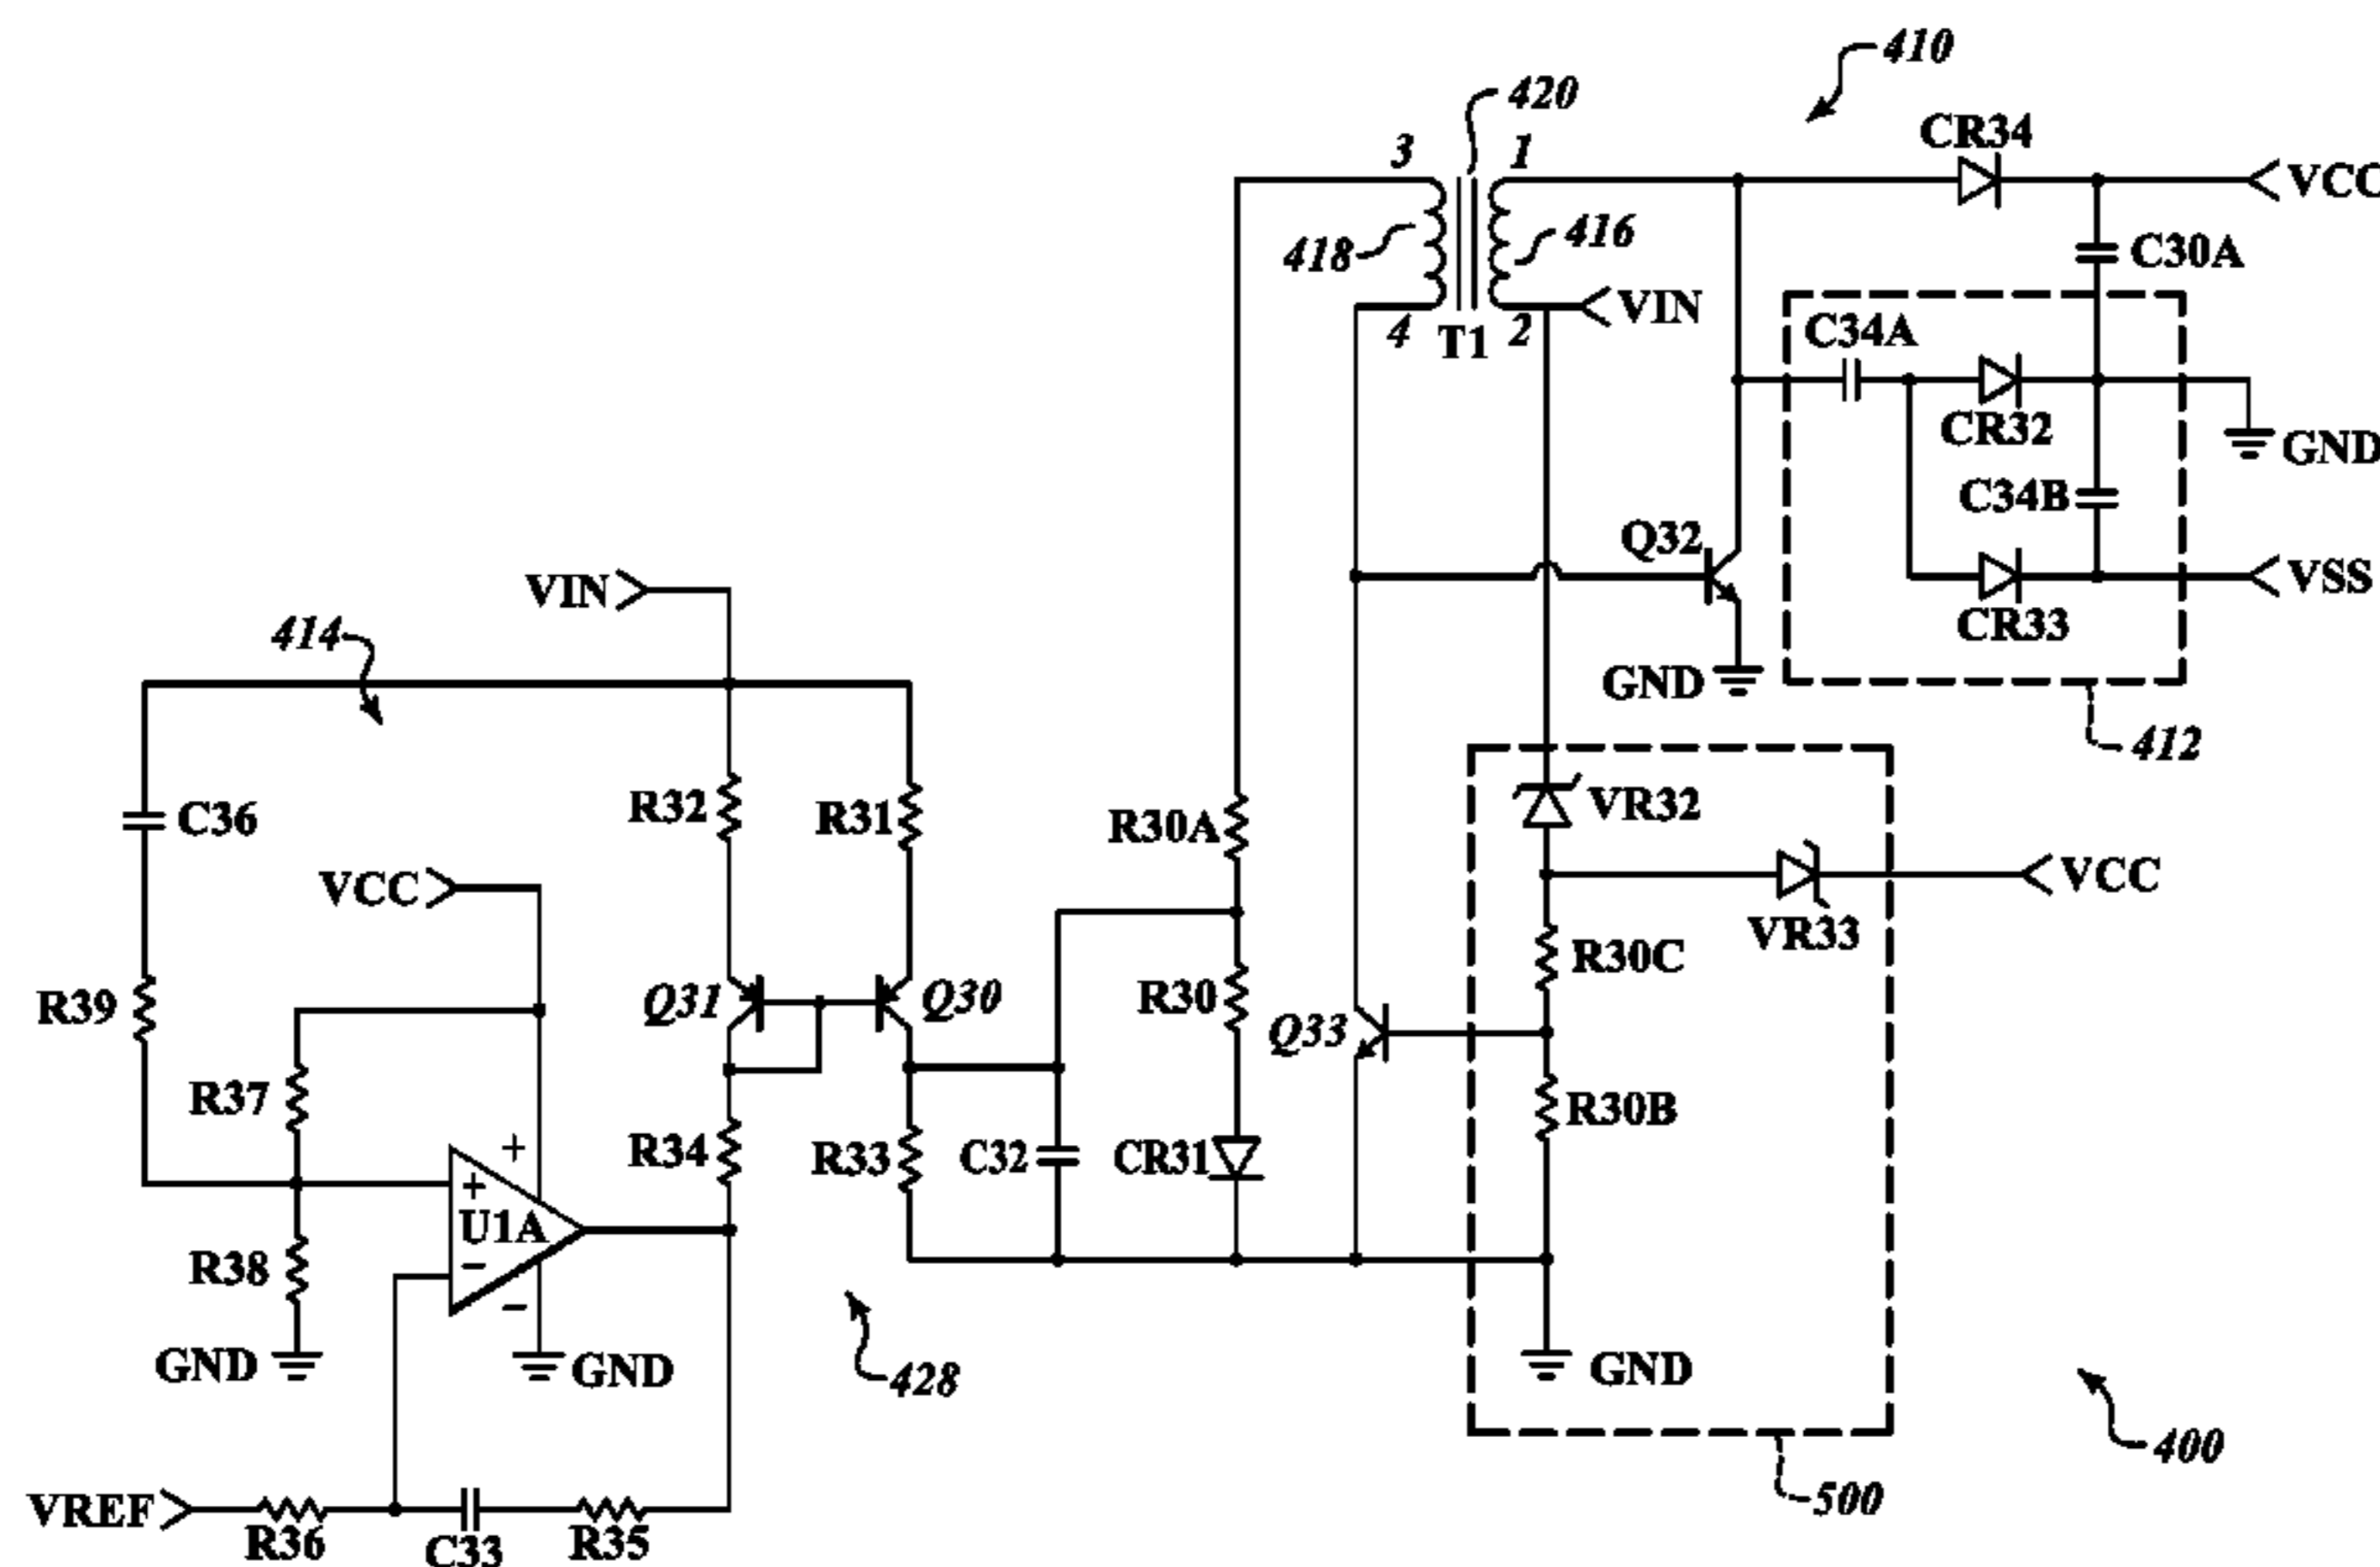 410
420
CR34
3
1
VCC
418
416
C30A
VIN
4
T1
2
C34A
CR32
GND
C34B
Q32
VSS
CR33
VIN
414
GND
412
R32
R31
R30A
VR32
C36
VCC
VCC
VR33
R39
Q31
Q30
R30
R30C
Q33
R37
R30B
+
R34
R33
C32
CR31
+
U1A
R38
-
-
GND
GND
428
GND
400
500
VREF
R36
C33
R35